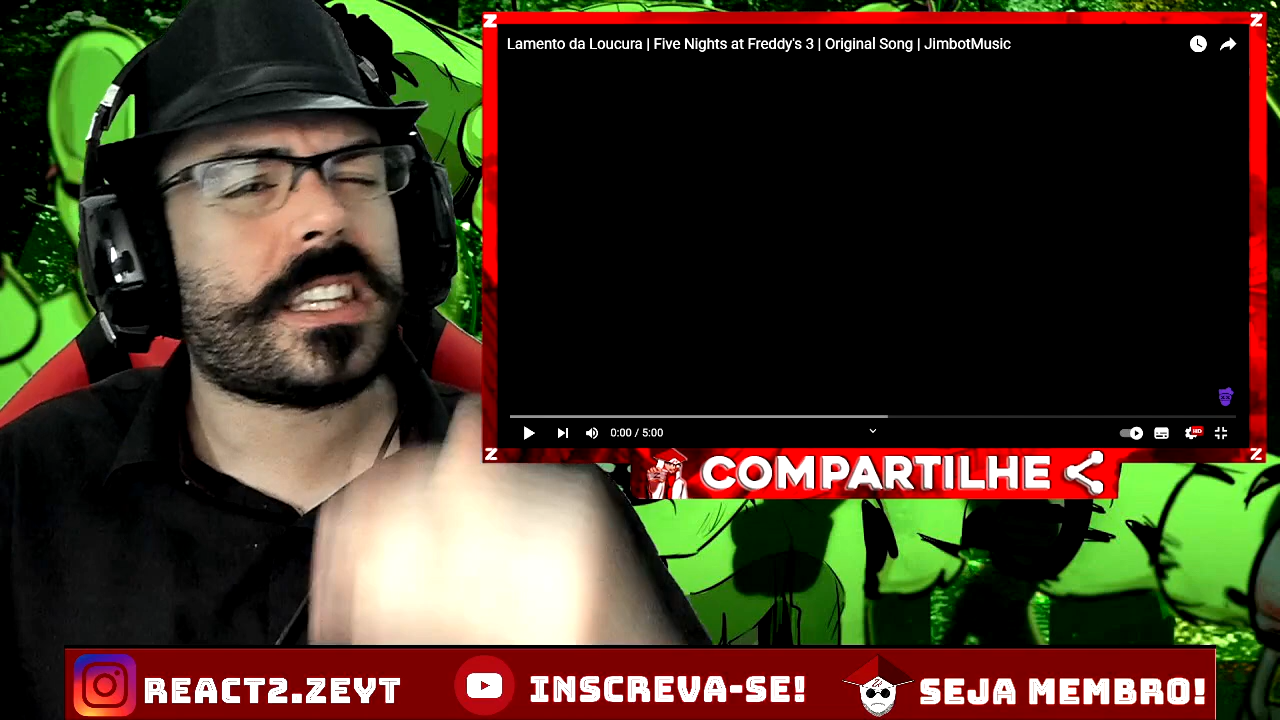 Lamento da Loucura | Five Nights at Freddy's 3 | Original Song | JimbotMusic
0:00 / 5:00
HD
COMPARTILHE
REACT2.ZEYT
INSCREVA-SE!
SEJA MEMBRO!
Z
Z
Z
Z